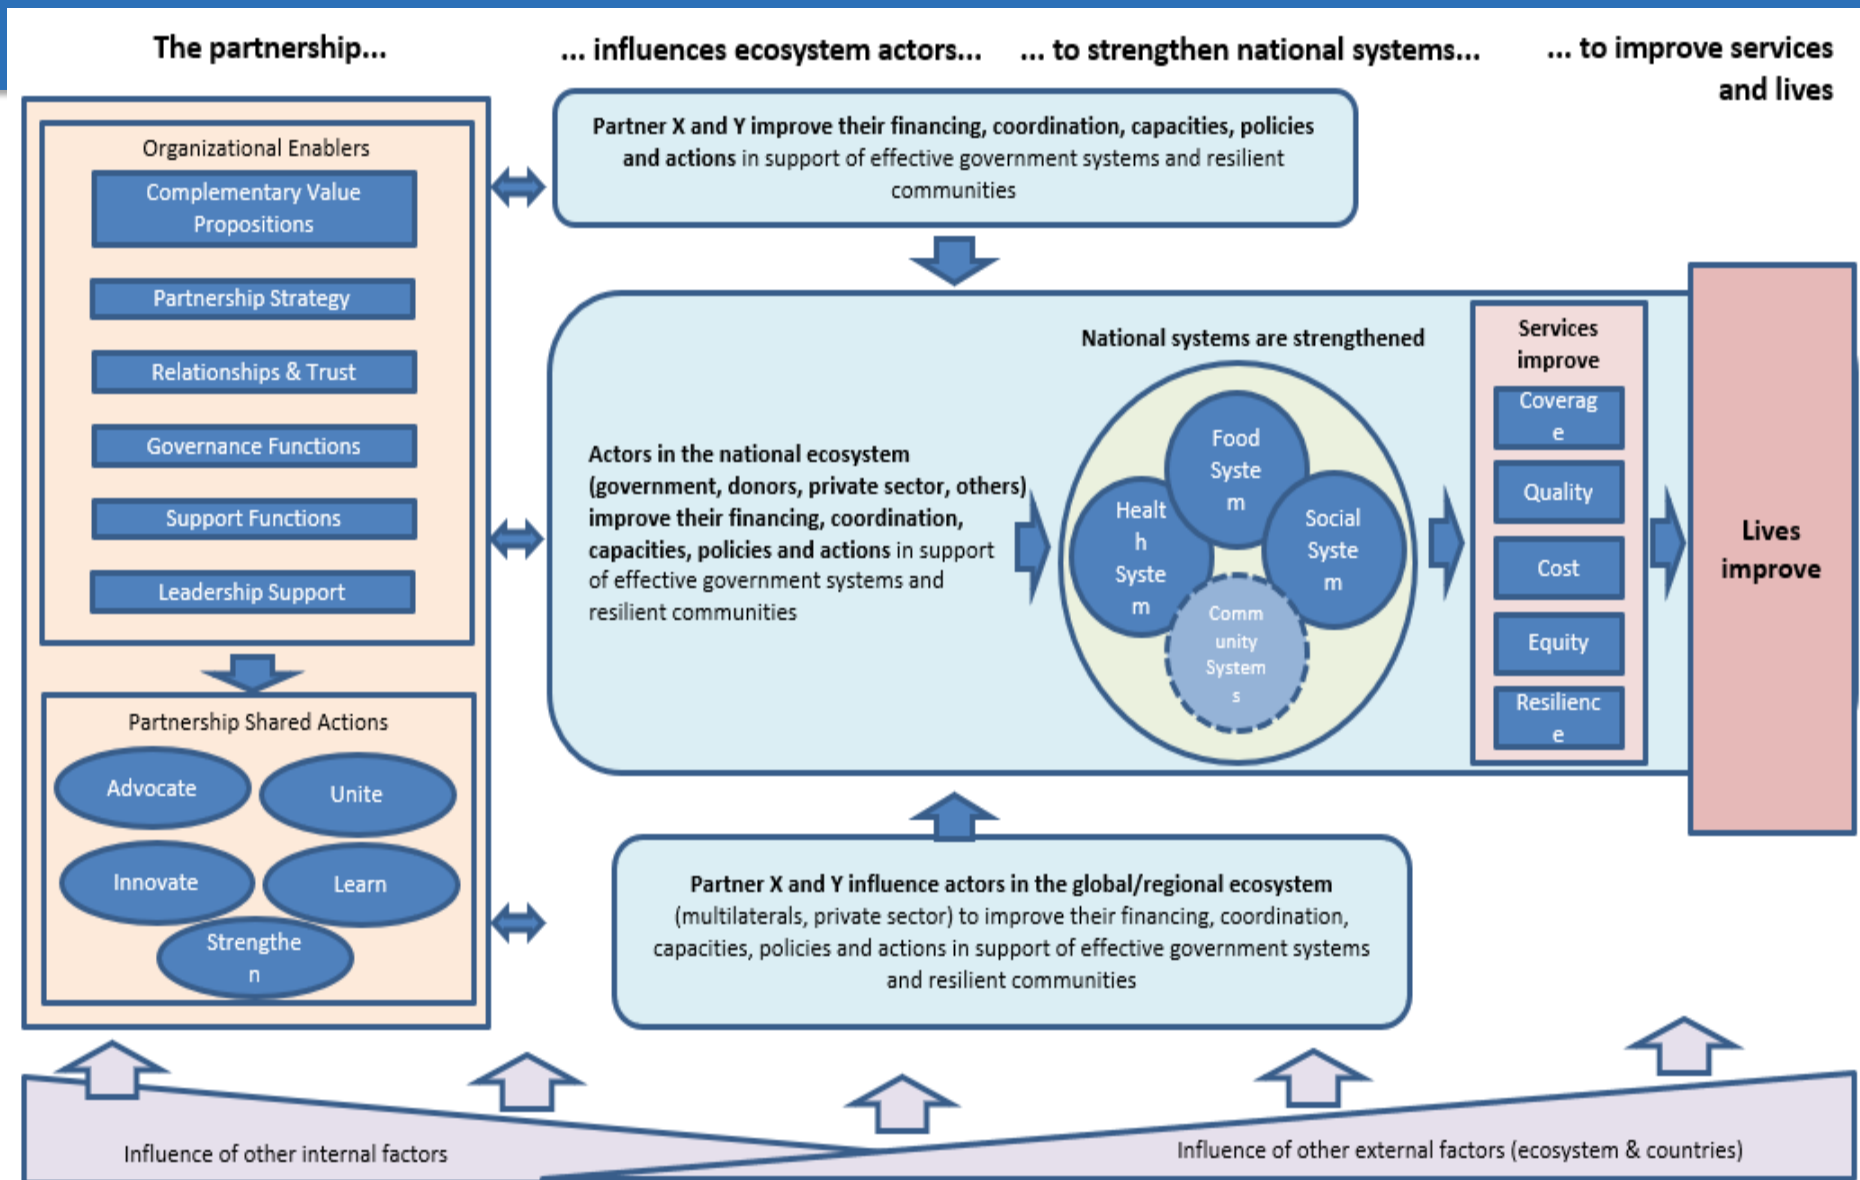 The partnership...
... influences ecosystem actors...
... to strengthen national systems...
... to improve services
and lives
Organizational Enablers
Complementary Value
Propositions
Partnership Strategy
Relationships & Trust
Governance Functions
Support Functions
Leadership Support
Partnership Shared Actions
Advocate
Unite
Innovate
Learn
Strengthe
n
Partner X and Y improve their financing, coordination, capacities, policies
and actions in support of effective government systems and resilient
communities
Actors in the national ecosystem
(government, donors, private sector, others)
improve their financing, coordination,
capacities, policies and actions in support
of effective government systems and
resilient communities
National systems are strengthened
Food
Syste
m
Healt
h
Syste
m
Social
Syste
m
Comm
unity
System
s
Services
improve
Coverag
e
Quality
Cost
Equity
Resilienc
e
Lives
improve
Partner X and Y influence actors in the global/regional ecosystem
(multilaterals, private sector) to improve their financing, coordination,
capacities, policies and actions in support of effective government systems
and resilient communities
Influence of other internal factors
Influence of other external factors (ecosystem & countries)